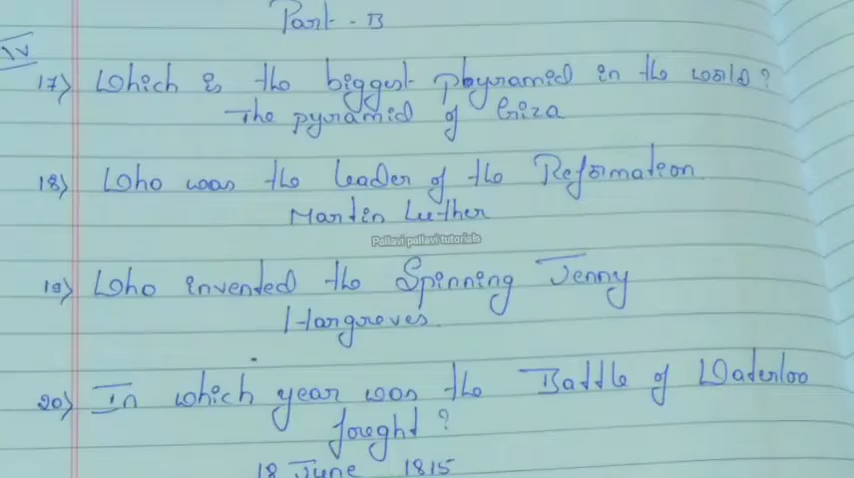 Part - B
IV
17) Which is the biggest phyramid in the world?
The pyramid of Giza
18) Who was the leader of the Reformation
Martin Luther
Pallavi pallavi tutorials
19) Who invented the Spinning Jenny
Hargreves.
20) In which year was the Battle of Waterloo
fought?
18 June 1815